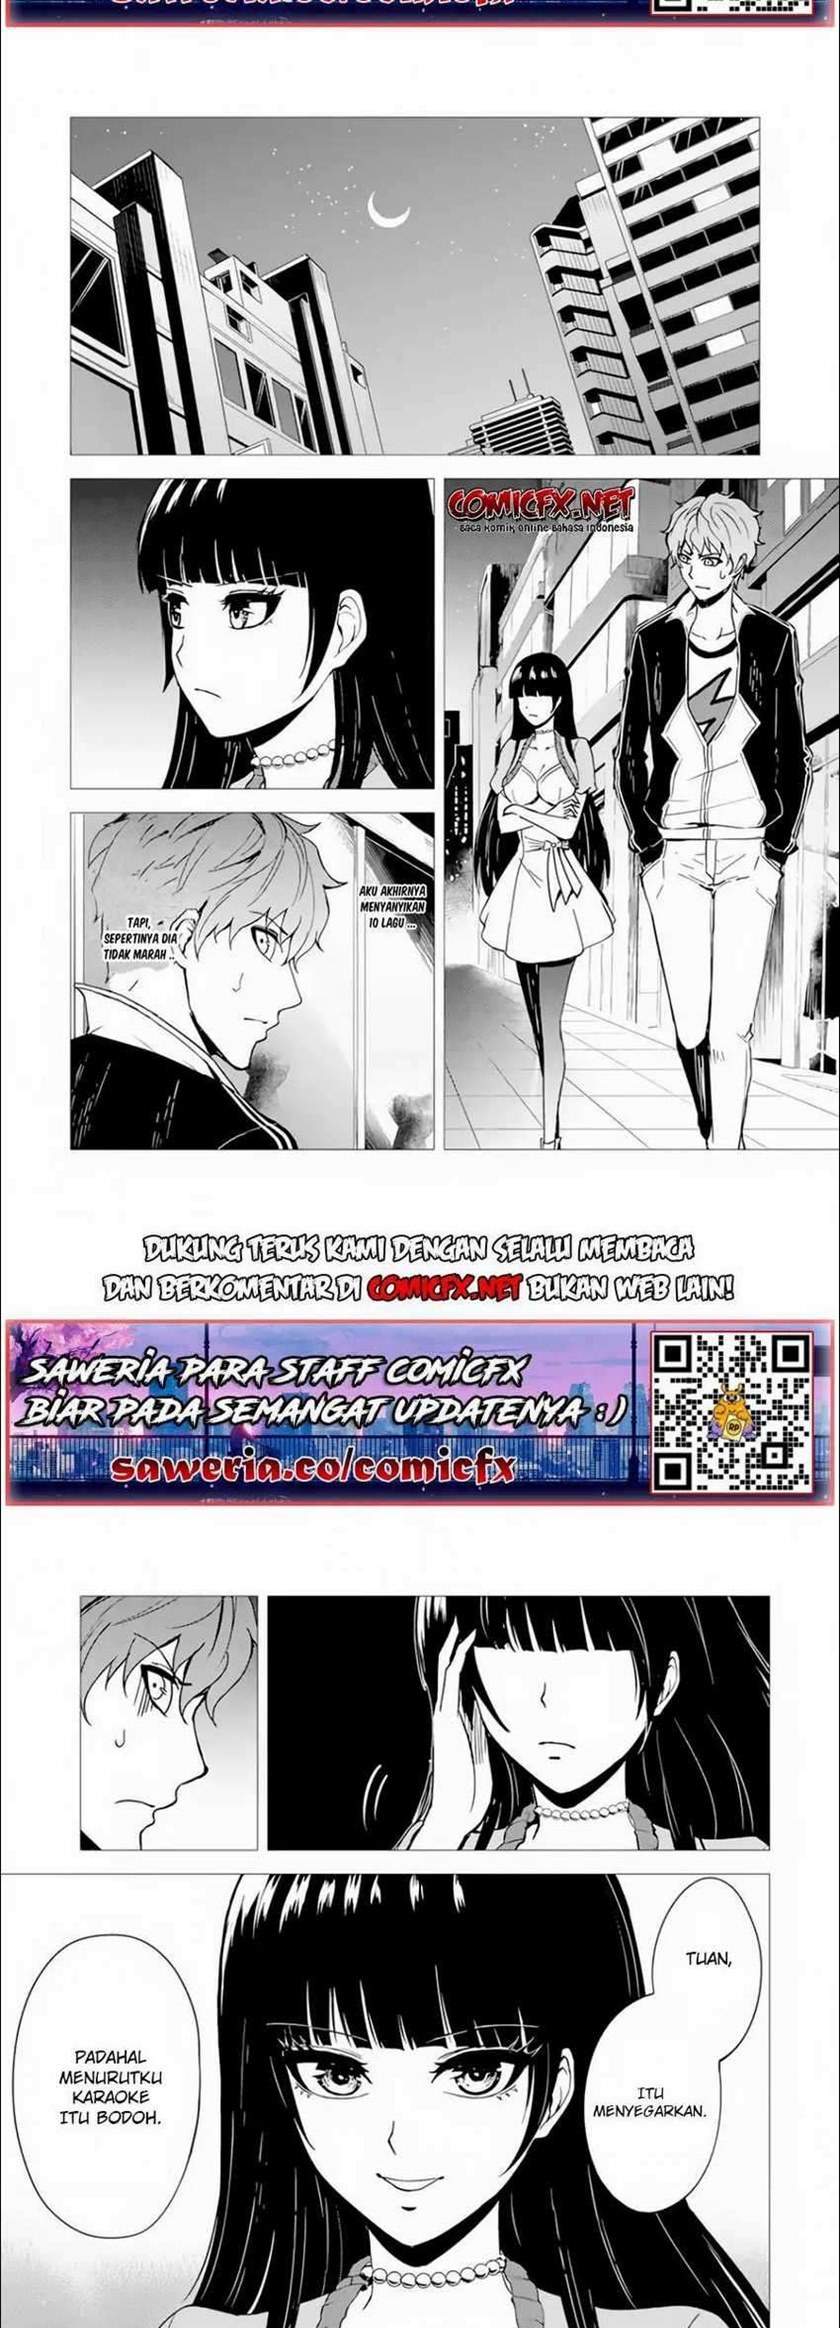 COMICFX.NET
Baca komik online Bahasa Indonesia
AKU AKHIRNYA
MENYANYIKAN
10 LAGU ...
TAPI,
SEPERTINYA DIA
TIDAK MARAH ..
DUKUNG TERUS KAMI DENGAN SELALU MEMBACA
DAN BERKOMENTAR DI COMICFX.NET BUKAN WEB LAIN!
SAWERIA PARA STAFF COMICFX
BIAR PADA SEMANGAT UPDATENYA :)
saweria.co/comicfx
RP
TUAN,
ITU
MENYEGARKAN.
PADAHAL
MENURUTKU
KARAOKE
ITU BODOH.